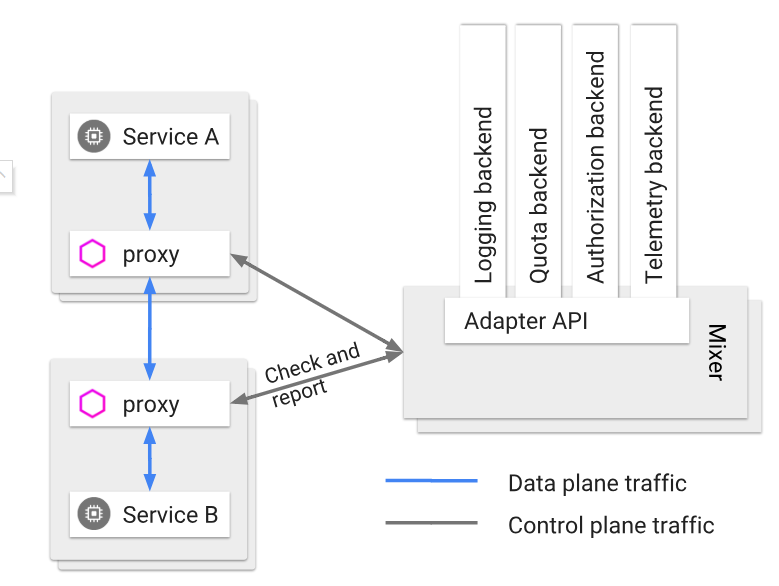 Service A
proxy
proxy
Service B
Check and
report
Logging backend
Quota backend
Authorization backend
Telemetry backend
Adapter API
Mixer
Data plane traffic
Control plane traffic